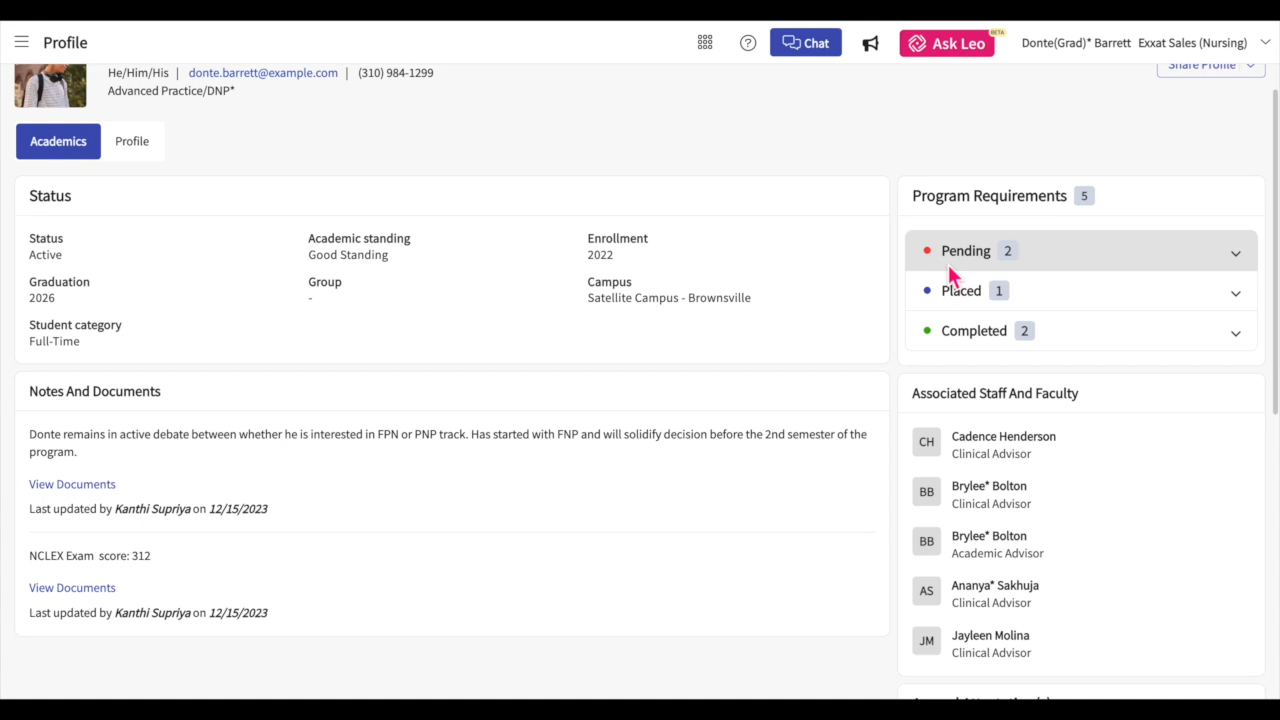 Profile
Chat
Ask Leo
BETA
Donte(Grad)* Barrett Exxat Sales (Nursing)
He/Him/His | donte.barrett@example.com | (310) 984-1299
Advanced Practice/DNP*
Share Profile
Academics
Profile
Status
Status
Active
Academic standing
Good Standing
Enrollment
2022
Graduation
2026
Group
-
Campus
Satellite Campus - Brownsville
Student category
Full-Time
Notes And Documents
Donte remains in active debate between whether he is interested in FPN or PNP track. Has started with FNP and will solidify decision before the 2nd semester of the
program.
View Documents
Last updated by Kanthi Supriya on 12/15/2023
NCLEX Exam score: 312
View Documents
Last updated by Kanthi Supriya on 12/15/2023
Program Requirements 5
Pending 2
Placed 1
Completed 2
Associated Staff And Faculty
CH
Cadence Henderson
Clinical Advisor
BB
Brylee* Bolton
Clinical Advisor
BB
Brylee* Bolton
Academic Advisor
AS
Ananya* Sakhuja
Clinical Advisor
JM
Jayleen Molina
Clinical Advisor